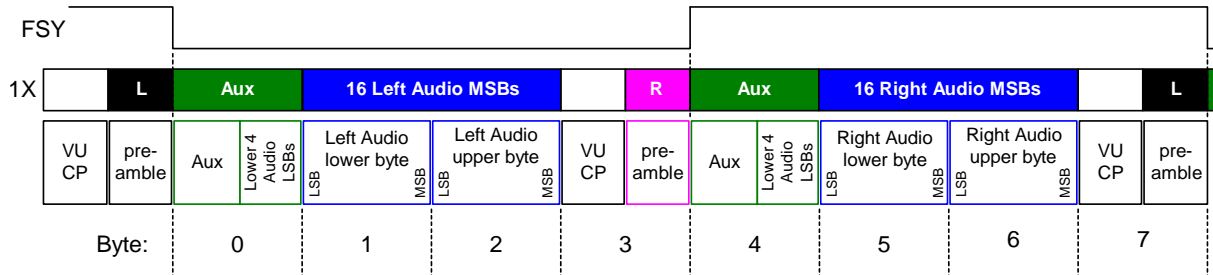 FSY
1X L Aux 16 Left Audio MSBs R Aux 16 Right Audio MSBs L
VU
CP
pre-
amble
Aux
Lower 4
Audio
LSBs
Left Audio
lower byte
LSB
MSB
Left Audio
upper byte
LSB
MSB
VU
CP
pre-
amble
Aux
Lower 4
Audio
LSBs
Right Audio
lower byte
LSB
MSB
Right Audio
upper byte
LSB
MSB
VU
CP
pre-
amble
Byte: 0 1 2 3 4 5 6 7